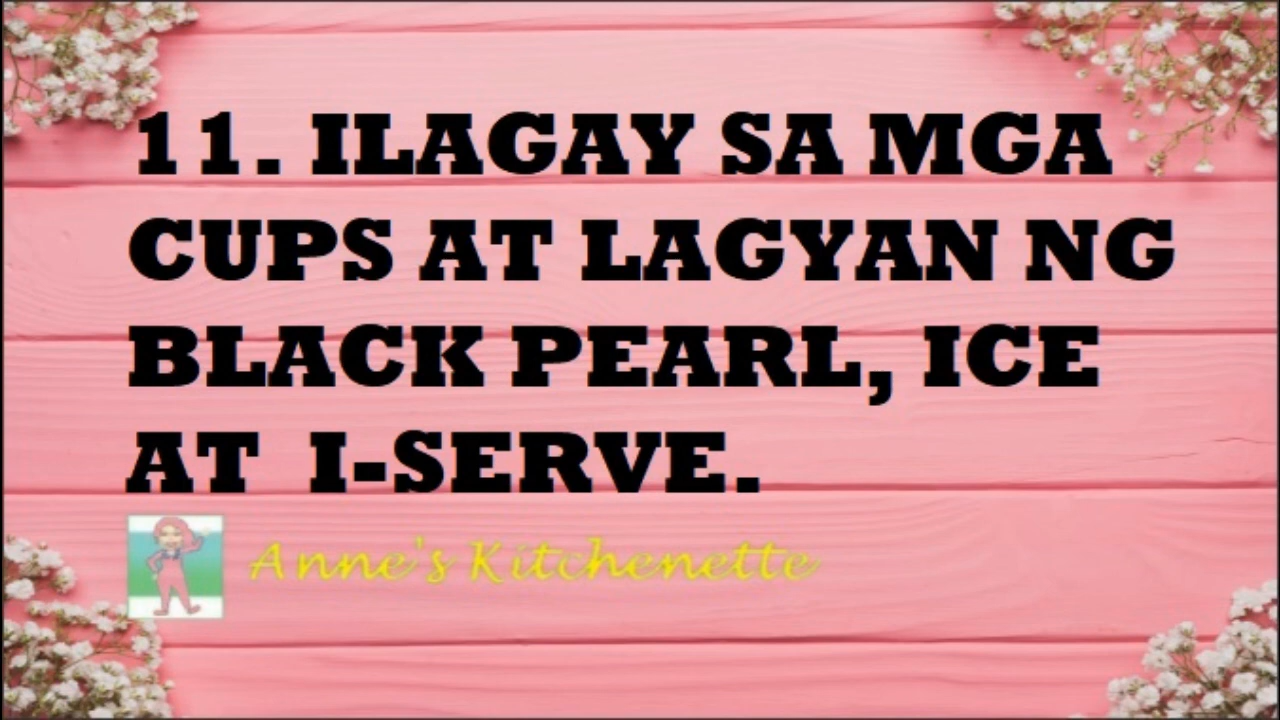 11. ILAGAY SA MGA
CUPS AT LAGYAN NG
BLACK PEARL, ICE
AT I-SERVE.
Anne's Kitchenette